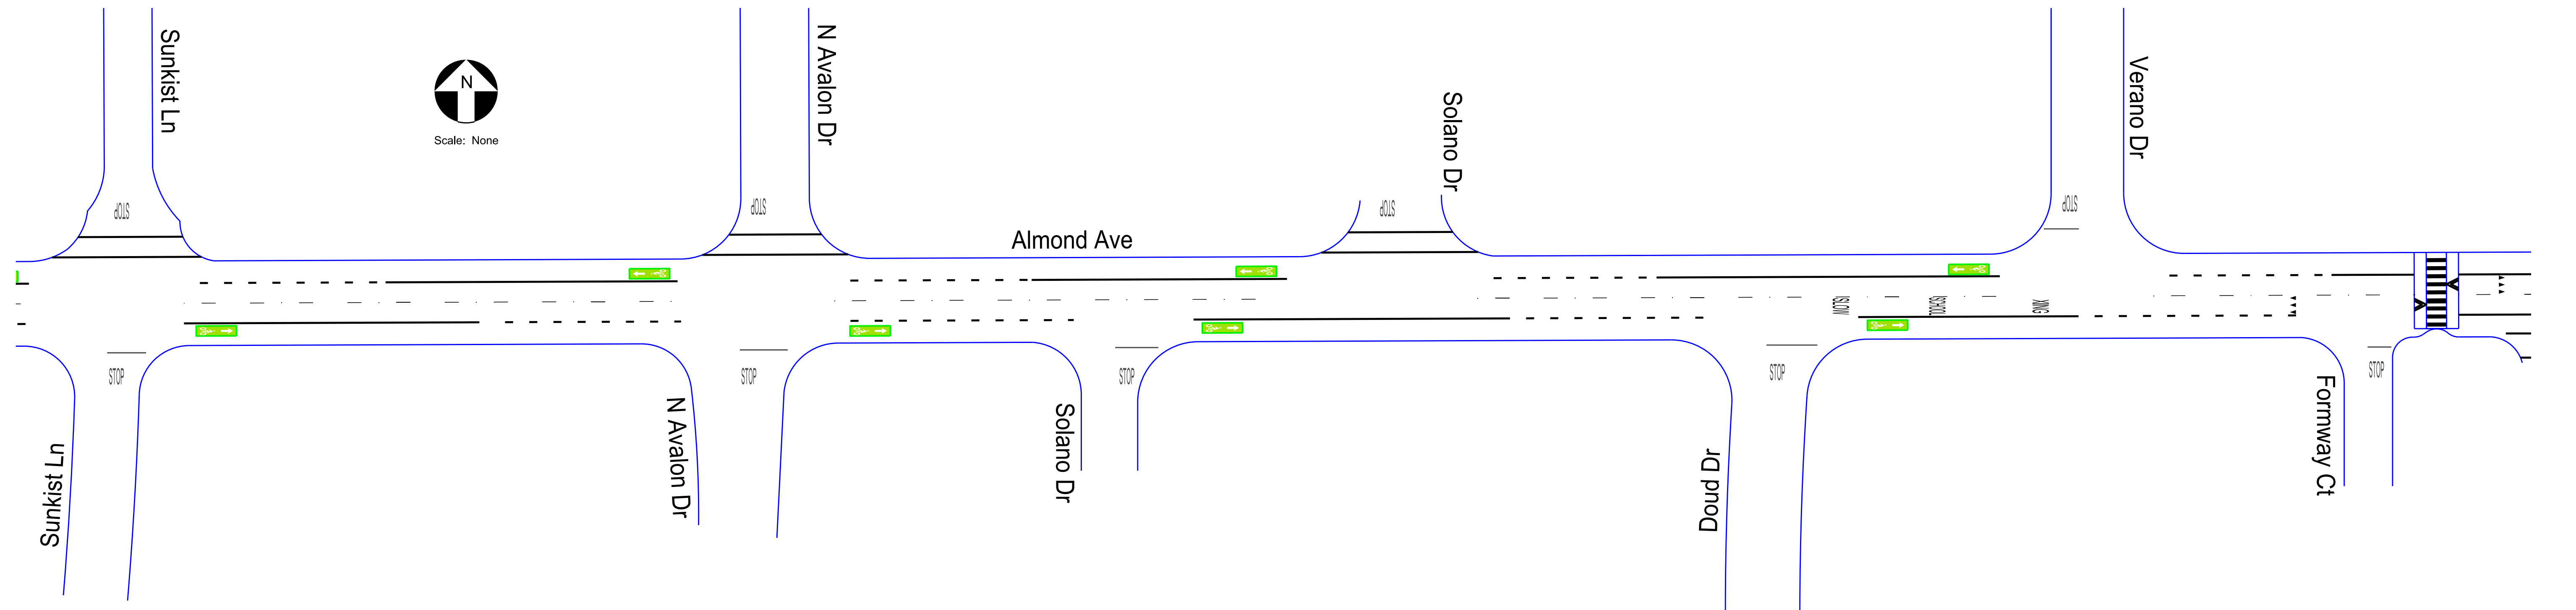 Sunkist Ln
N
Scale: None
N Avalon Dr
Solano Dr
Verano Dr
STOP
STOP
STOP
STOP
Almond Ave
SLOW
SCHOOL
XING
STOP
STOP
STOP
STOP
STOP
Sunkist Ln
N Avalon Dr
Solano Dr
Doud Dr
Formway Ct